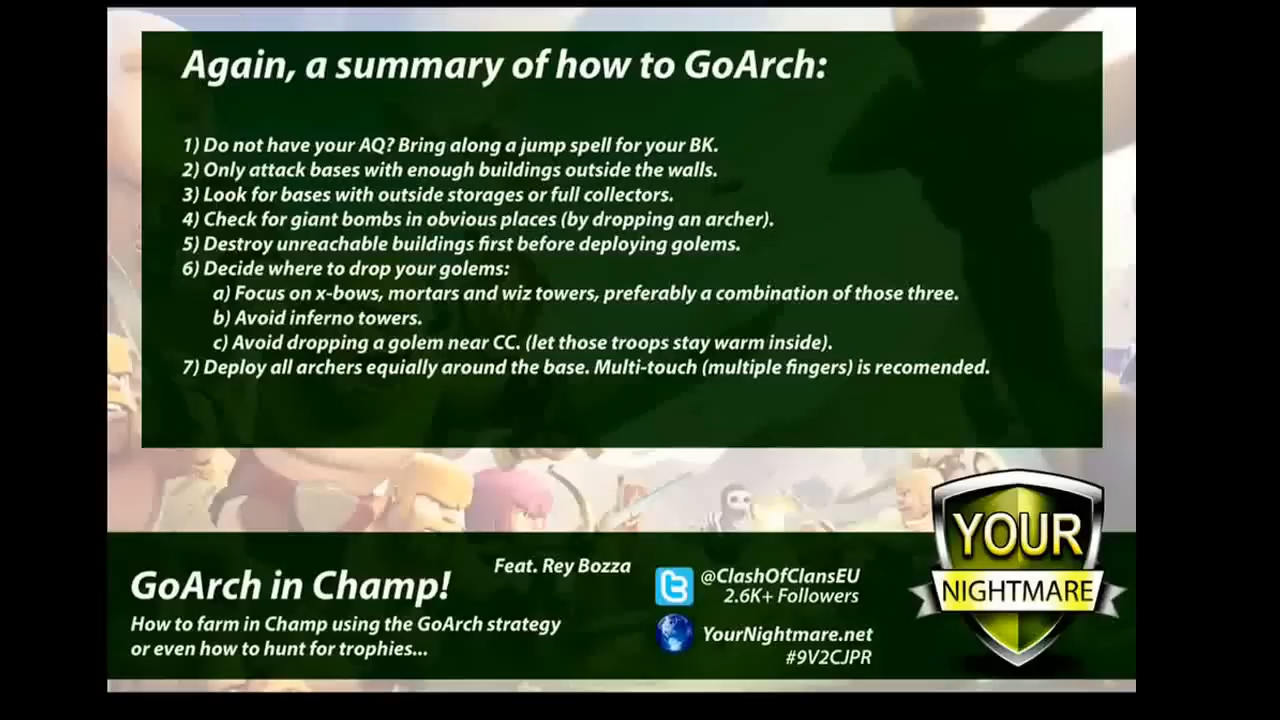 Again, a summary of how to GoArch:
1) Do not have your AQ? Bring along a jump spell for your BK.
2) Only attack bases with enough buildings outside the walls.
3) Look for bases with outside storages or full collectors.
4) Check for giant bombs in obvious places (by dropping an archer).
5) Destroy unreachable buildings first before deploying golems.
6) Decide where to drop your golems:
a) Focus on x-bows, mortars and wiz towers, preferably a combination of those three.
b) Avoid inferno towers.
c) Avoid dropping a golem near CC. (let those troops stay warm inside).
7) Deploy all archers equially around the base. Multi-touch (multiple fingers) is recomended.
GoArch in Champ!
Feat. Rey Bozza
How to farm in Champ using the GoArch strategy
or even how to hunt for trophies...
@ClashOfClansEU
2.6K+ Followers
YourNightmare.net
#9V2CJPR
YOUR
NIGHTMARE